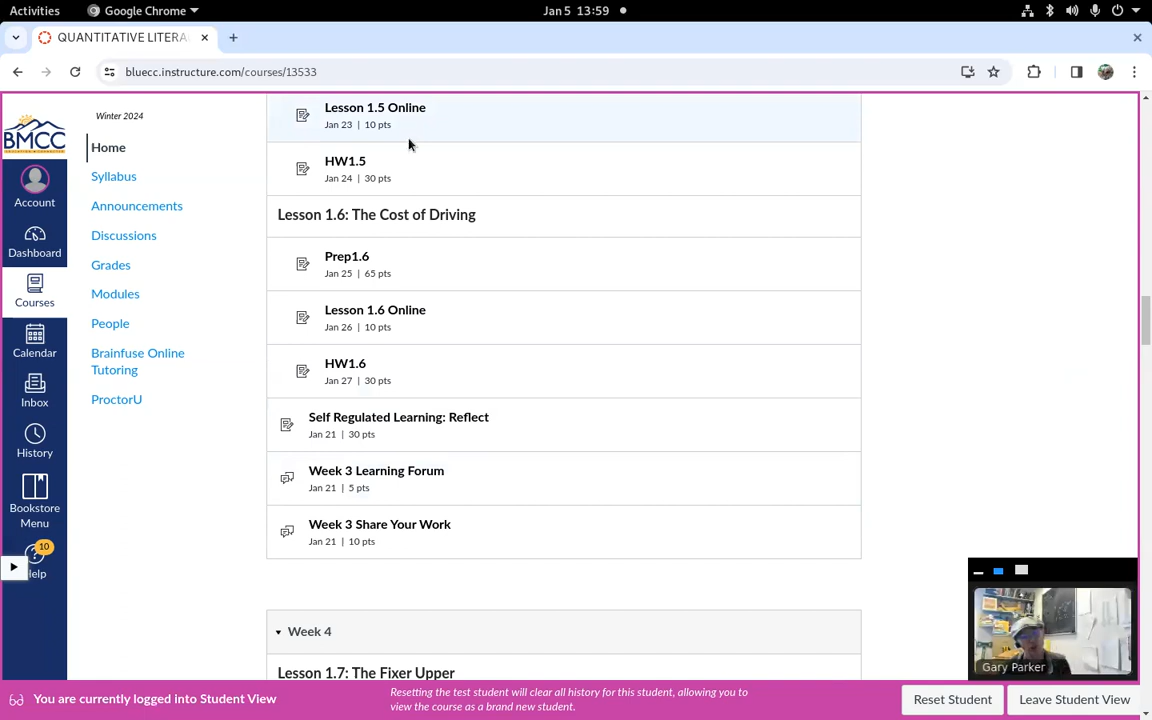 Activities
Google Chrome
Jan 5 13:59
QUANTITATIVE LITERA
bluecc.instructure.com/courses/13533
BMCC
Account
Dashboard
Courses
Calendar
Inbox
History
Bookstore
Menu
10
Help
Winter 2024
Home
Syllabus
Announcements
Discussions
Grades
Modules
People
Brainfuse Online
Tutoring
ProctorU
Lesson 1.5 Online
Jan 23 | 10 pts
HW1.5
Jan 24 | 30 pts
Lesson 1.6: The Cost of Driving
Prep1.6
Jan 25 | 65 pts
Lesson 1.6 Online
Jan 26 | 10 pts
HW1.6
Jan 27 | 30 pts
Self Regulated Learning: Reflect
Jan 21 | 30 pts
Week 3 Learning Forum
Jan 21 | 5 pts
Week 3 Share Your Work
Jan 21 | 10 pts
Week 4
Lesson 1.7: The Fixer Upper
Gary Parker
You are currently logged into Student View
Resetting the test student will clear all history for this student, allowing you to
view the course as a brand new student.
Reset Student
Leave Student View